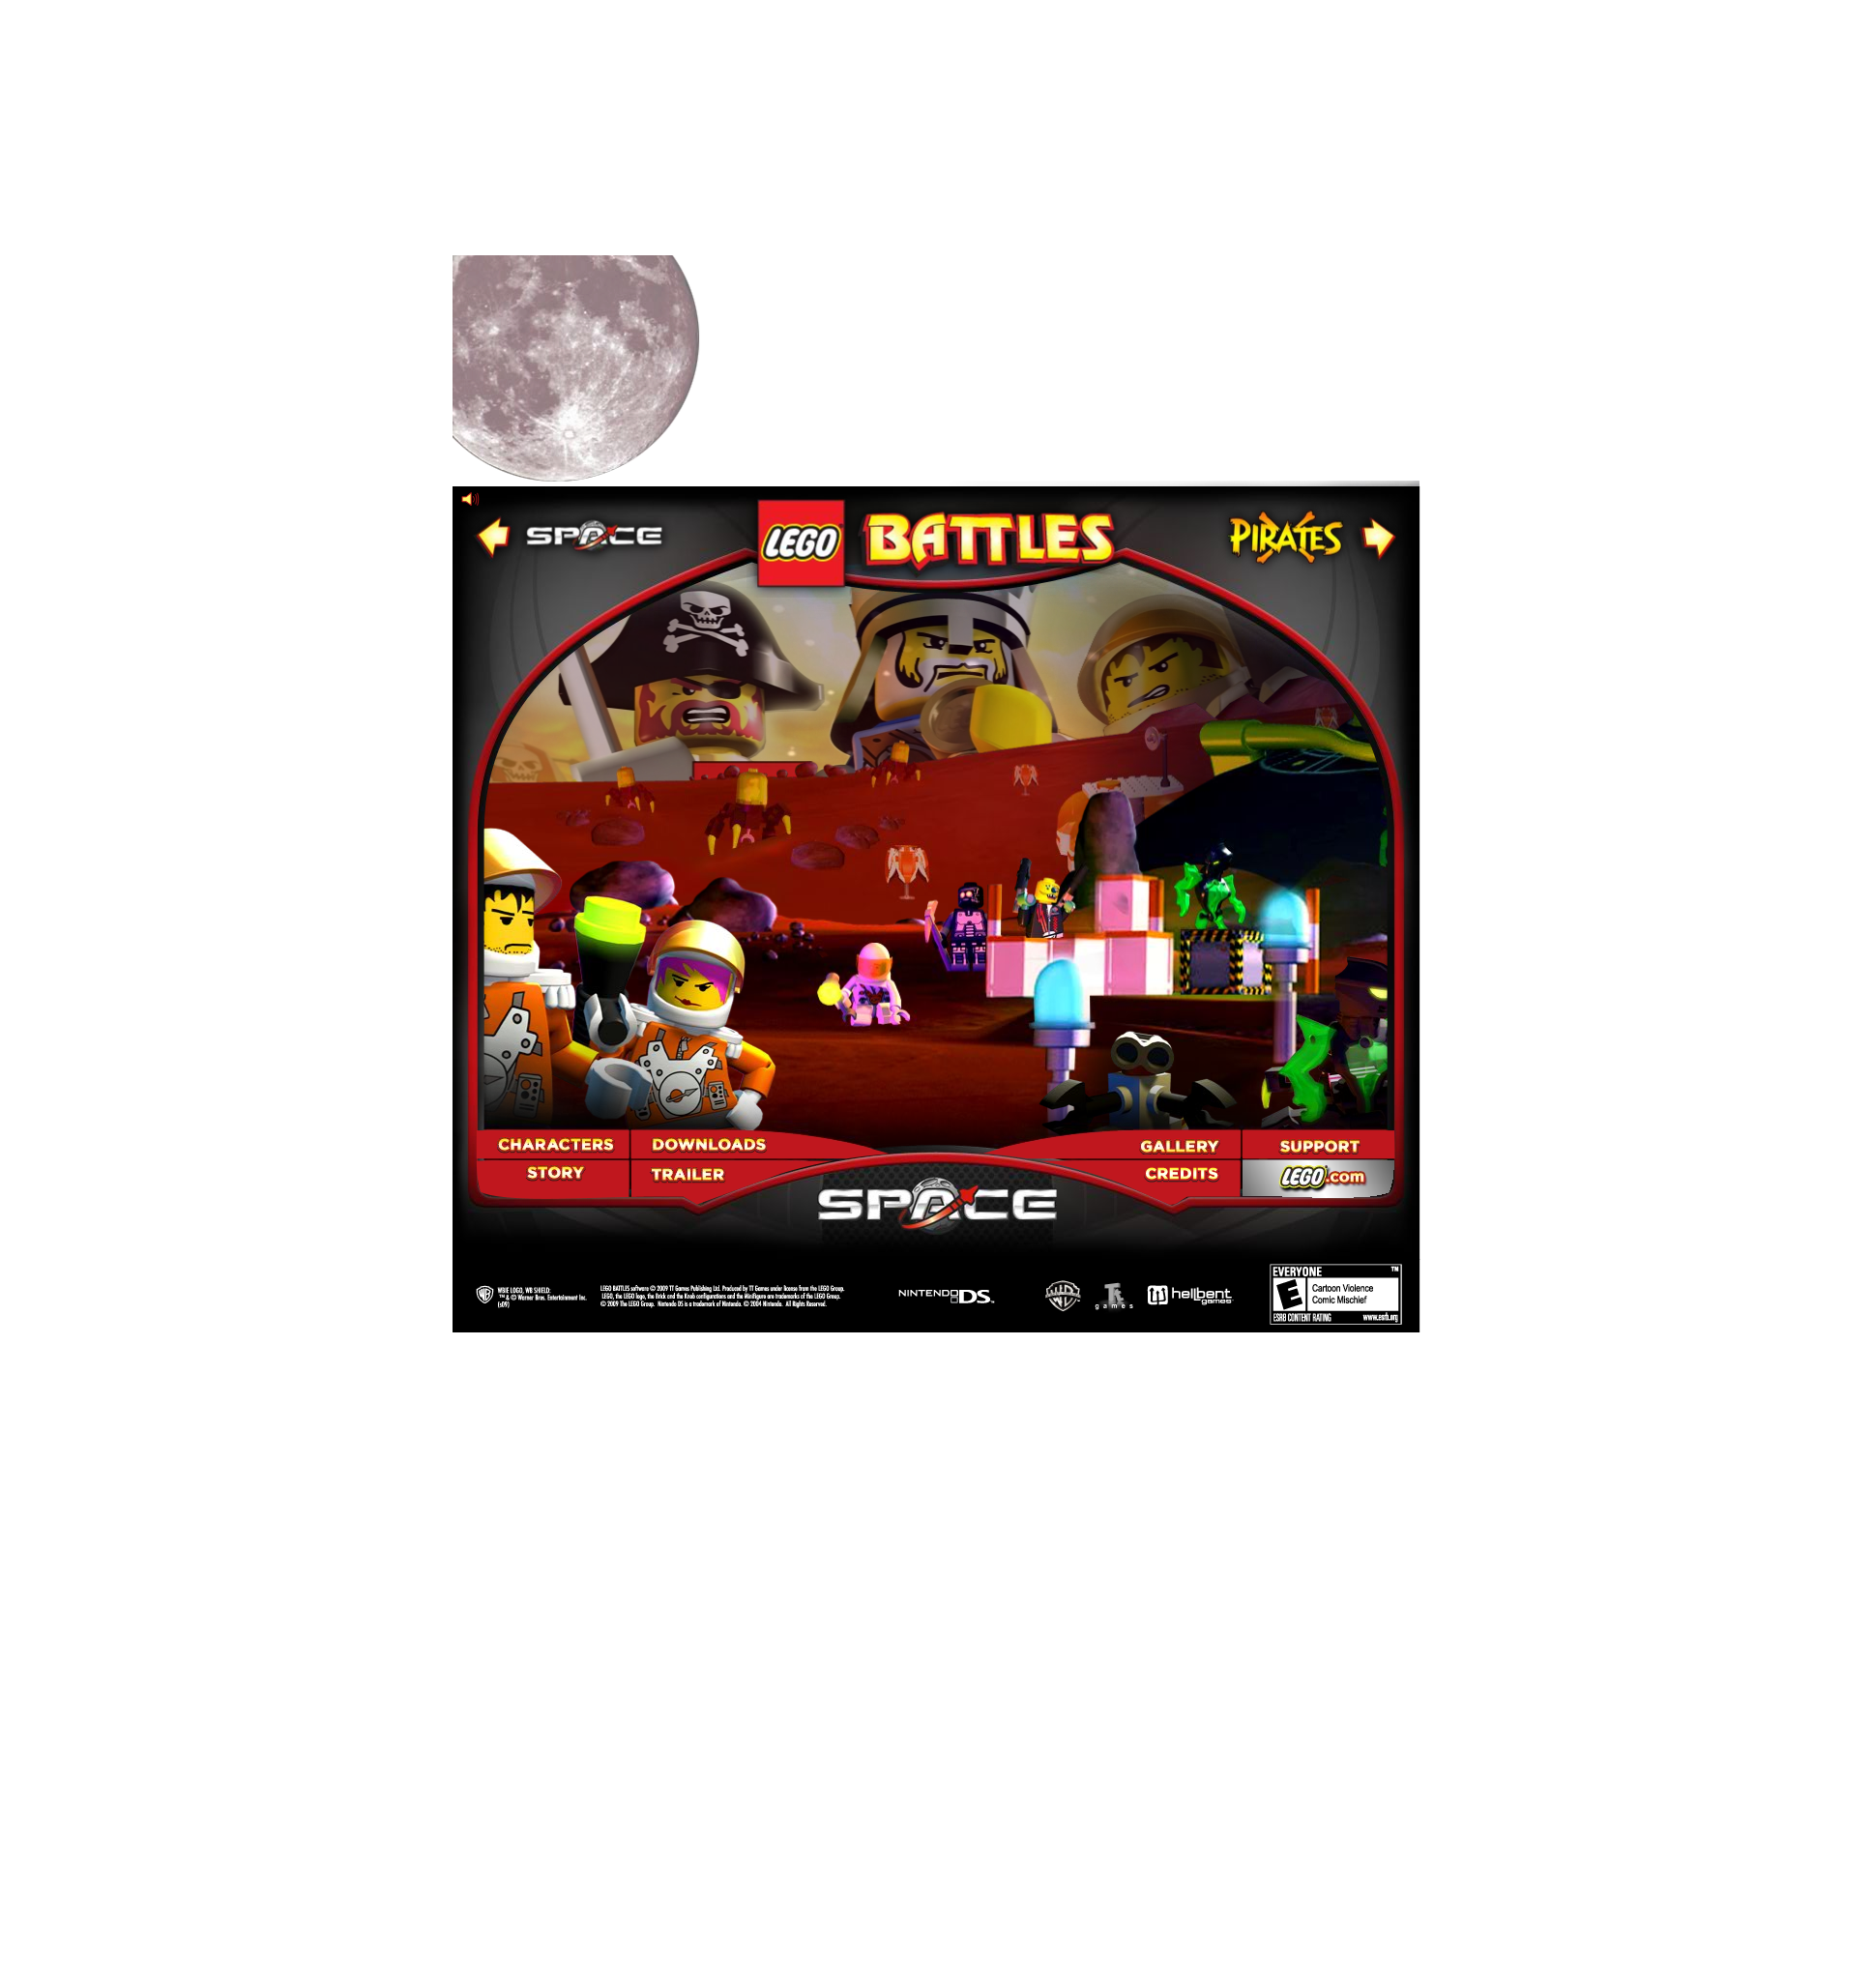 SPACE
LEGO
BATTLES
PIRATES
CHARACTERS
DOWNLOADS
GALLERY
SUPPORT
STORY
TRAILER
CREDITS
LEGO.com
SPACE
WBIE LOGO, WB SHIELD:
™ & © Warner Bros. Entertainment Inc.
(s09)
LEGO BATTLES software © 2009 TT Games Publishing Ltd. Produced by TT Games under license from the LEGO Group.
LEGO, the LEGO logo, the Brick and the Knob configurations and the Minifigure are trademarks of the LEGO Group.
© 2009 The LEGO Group. Nintendo DS is a trademark of Nintendo. © 2004 Nintendo. All Rights Reserved.
NINTENDO DS™
games
hellbent
games
EVERYONE ™
E
Cartoon Violence
Comic Mischief
ESRB CONTENT RATING www.esrb.org